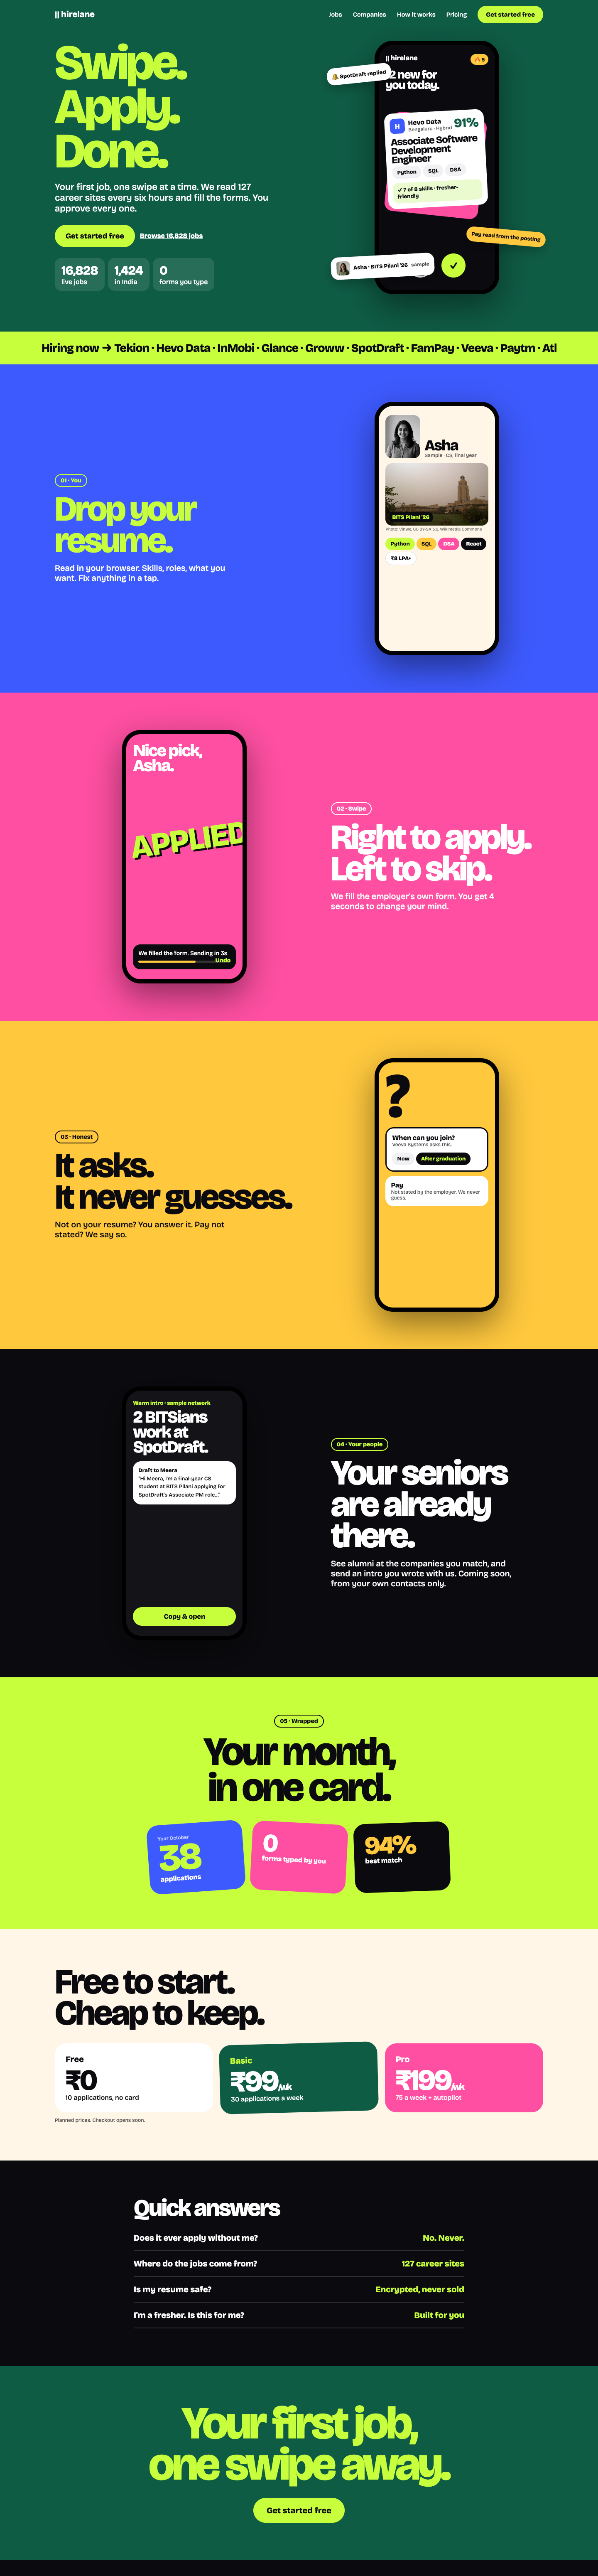 || hirelane
Jobs
Companies
How it works
Pricing
Get started free
Swipe.
Apply.
Done.
Your first job, one swipe at a time. We read 127
career sites every six hours and fill the forms. You
approve every one.
Get started free
Browse 16,828 jobs
16,828
live jobs
1,424
in India
0
forms you type
|| hirelane
5
SpotDraft replied
2 new for
you today.
H
Hevo Data
Bengaluru · Hybrid
91%
Associate Software
Development
Engineer
Python
SQL
DSA
✓ 7 of 8 skills · fresher-
friendly
Pay read from the posting
Asha · BITS Pilani '26 sample
Hiring now → Tekion · Hevo Data · InMobi · Glance · Groww · SpotDraft · FamPay · Veeva · Paytm · Atl
01 · You
Drop your
resume.
Read in your browser. Skills, roles, what you
want. Fix anything in a tap.
Asha
Sample · CS, final year
BITS Pilani '26
Python
SQL
DSA
React
₹8 LPA+
Nice pick,
Asha.
APPLIED
We filled the form. Sending in 3s
Undo
02 · Swipe
Right to apply.
Left to skip.
We fill the employer's own form. You get 4
seconds to change your mind.
03 · Honest
It asks.
It never guesses.
Not on your resume? You answer it. Pay not
stated? We say so.
?
When can you join?
Veeva Systems asks this.
Now
After graduation
Pay
Not stated by the employer. We never
guess.
Warm intro · sample network
2 BITSians
work at
SpotDraft.
Draft to Meera
"Hi Meera, I'm a final-year CS
student at BITS Pilani applying for
SpotDraft's Associate PM role..."
Copy & open
04 · Your people
Your seniors
are already
there.
See alumni at the companies you match, and
send an intro you wrote with us. Coming soon,
from your own contacts only.
05 · Wrapped
Your month,
in one card.
Your October
38
applications
0
forms typed by you
94%
best match
Free to start.
Cheap to keep.
Free
₹0
10 applications, no card
Basic
₹99/wk
30 applications a week
Pro
₹199/wk
75 a week + autopilot
Planned prices. Checkout opens soon.
Quick answers
Does it ever apply without me?
No. Never.
Where do the jobs come from?
127 career sites
Is my resume safe?
Encrypted, never sold
I'm a fresher. Is this for me?
Built for you
Your first job,
one swipe away.
Get started free